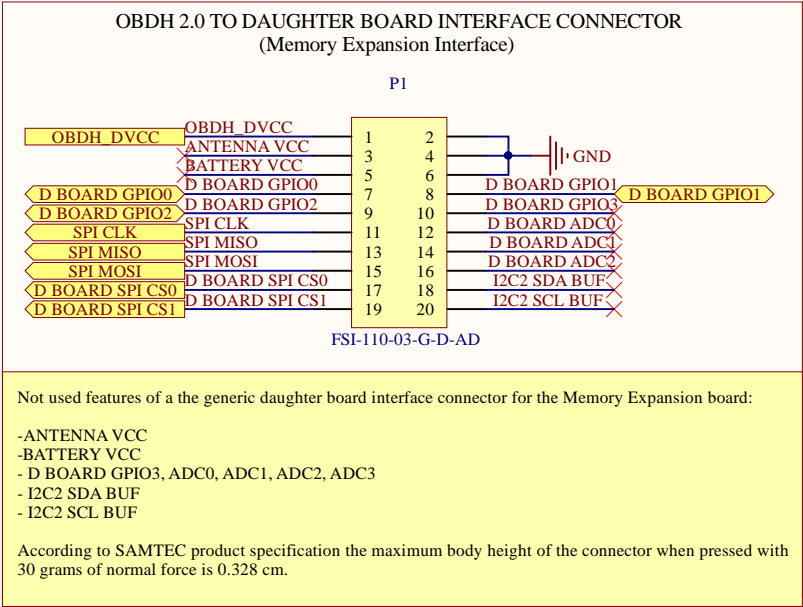 OBDH 2.0 TO DAUGHTER BOARD INTERFACE CONNECTOR
(Memory Expansion Interface)
P1
OBDH_DVCC OBDH_DVCC 1 2
ANTENNA VCC 3 4 GND
BATTERY VCC 5 6
D BOARD GPIO0 D BOARD GPIO0 7 8 D BOARD GPIO1 D BOARD GPIO1
D BOARD GPIO2 D BOARD GPIO2 9 10 D BOARD GPIO3
SPI CLK SPI CLK 11 12 D BOARD ADC0
SPI MISO SPI MISO 13 14 D BOARD ADC1
SPI MOSI SPI MOSI 15 16 D BOARD ADC2
D BOARD SPI CS0 D BOARD SPI CS0 17 18 I2C2 SDA BUF
D BOARD SPI CS1 D BOARD SPI CS1 19 20 I2C2 SCL BUF
FSI-110-03-G-D-AD
Not used features of a the generic daughter board interface connector for the Memory Expansion board:
-ANTENNA VCC
-BATTERY VCC
- D BOARD GPIO3, ADC0, ADC1, ADC2, ADC3
- I2C2 SDA BUF
- I2C2 SCL BUF
According to SAMTEC product specification the maximum body height of the connector when pressed with
30 grams of normal force is 0.328 cm.